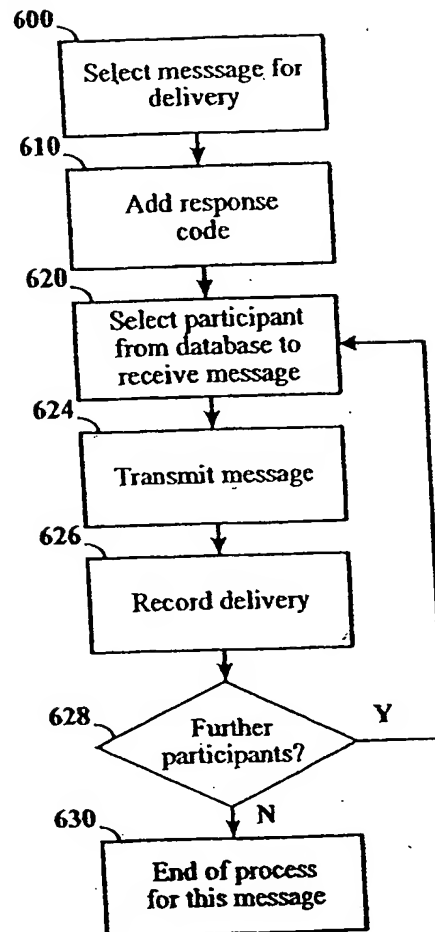 600
Select messsage for
delivery
610
Add response
code
620
Select participant
from database to
receive message
624
Transmit message
626
Record delivery
628
Further
participants?
Y
N
630
End of process
for this message